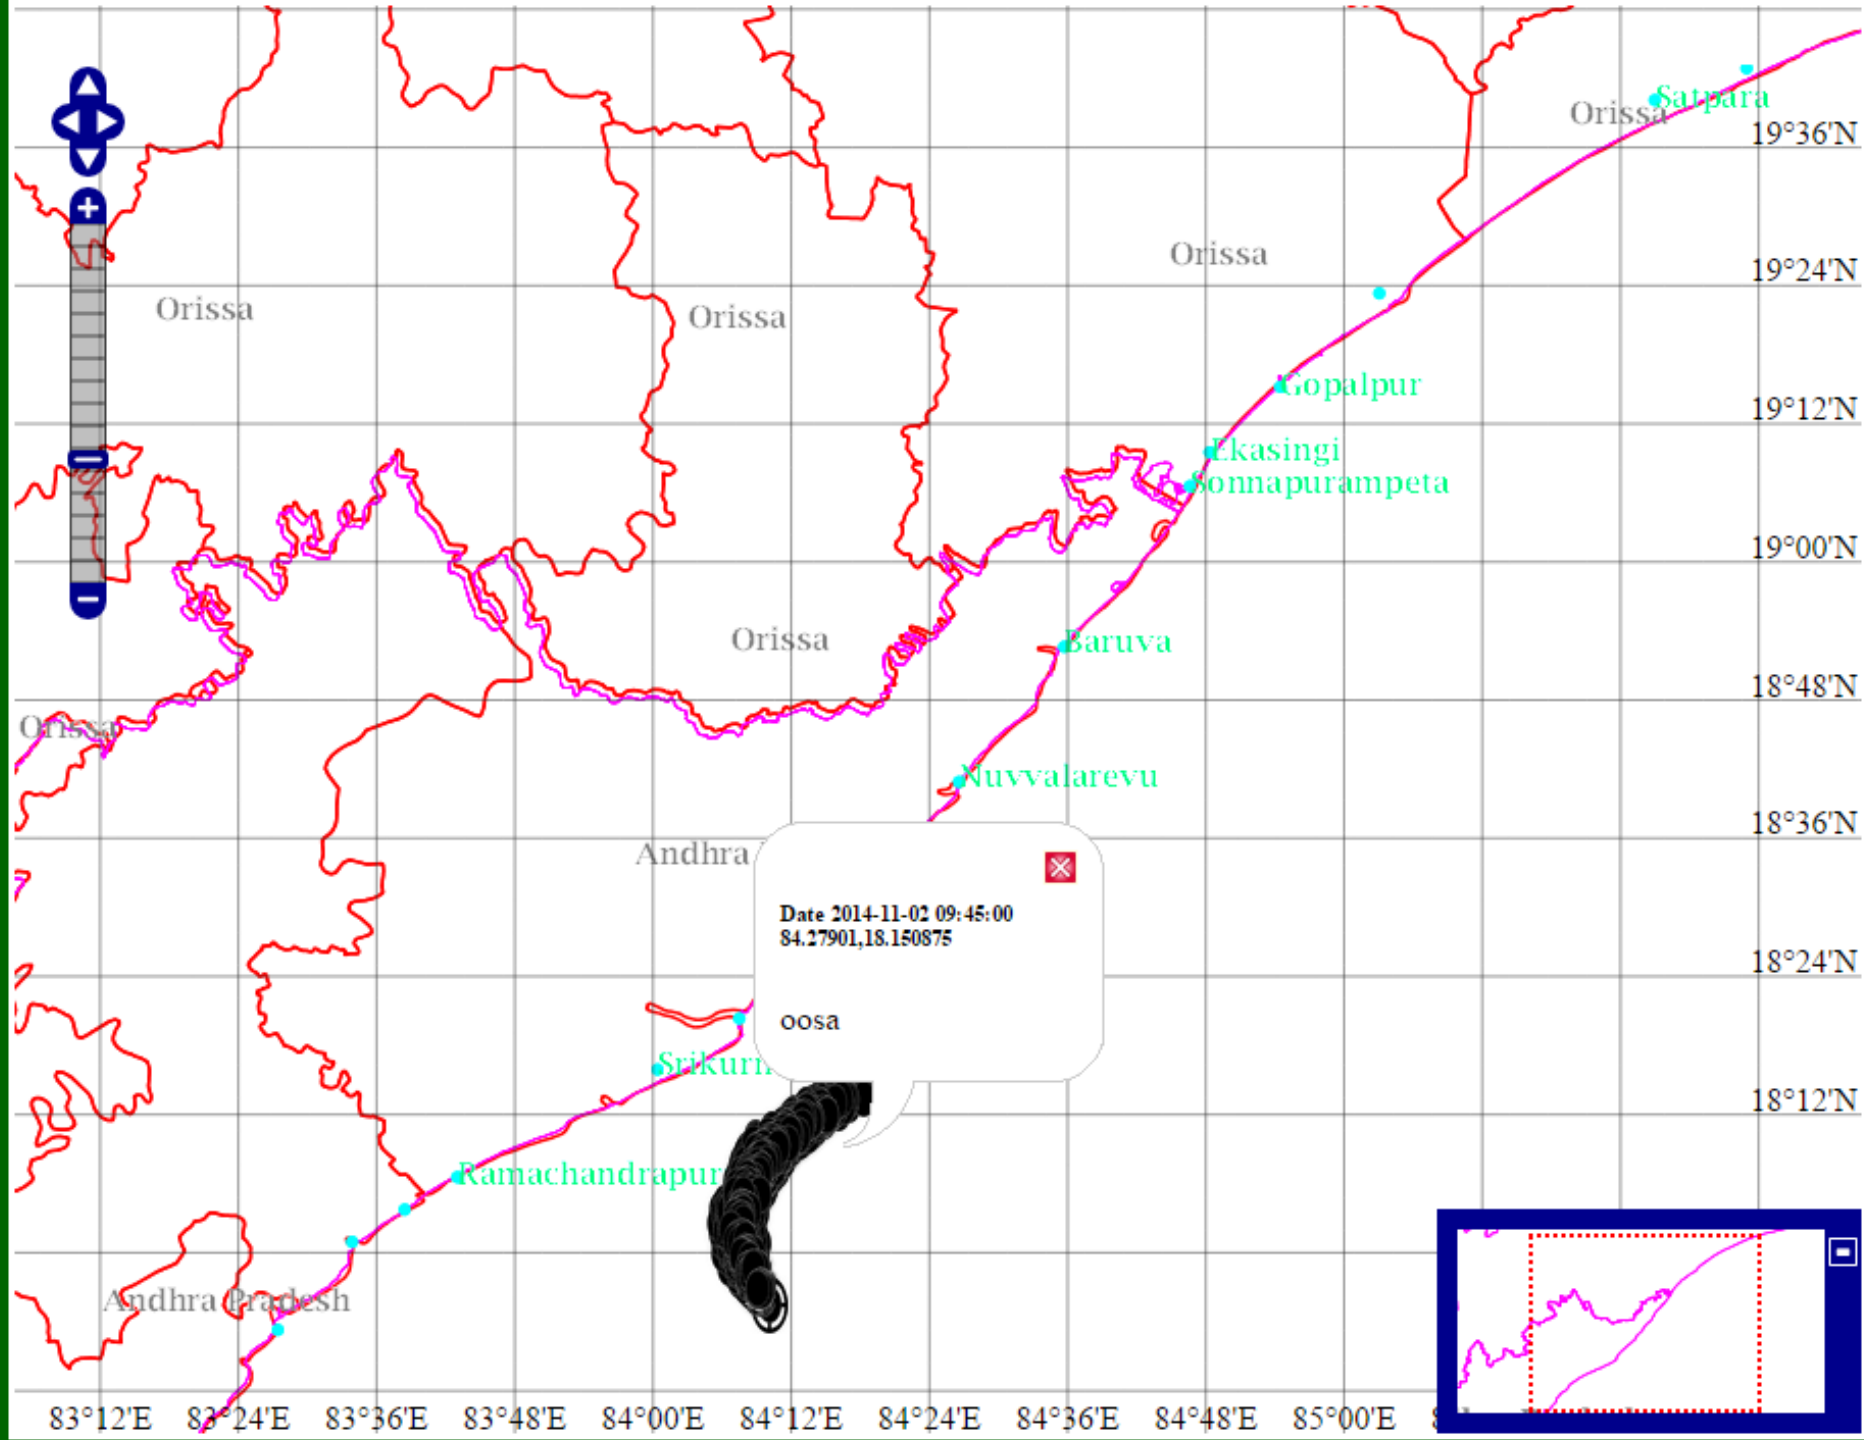 Satpara
Orissa
19°36'N
Orissa
19°24'N
Orissa
Orissa
Gopalpur
19°12'N
Ekasingi
Sonnapurampeta
19°00'N
Orissa
Baruva
18°48'N
Orissa
Nuvvalarevu
18°36'N
Andhra
Date 2014-11-02 09:45:00
84.27901,18.150875
18°24'N
oosa
Srikurm
18°12'N
Ramachandrapur
Andhra Pradesh
83°12'E 83°24'E 83°36'E 83°48'E 84°00'E 84°12'E 84°24'E 84°36'E 84°48'E 85°00'E